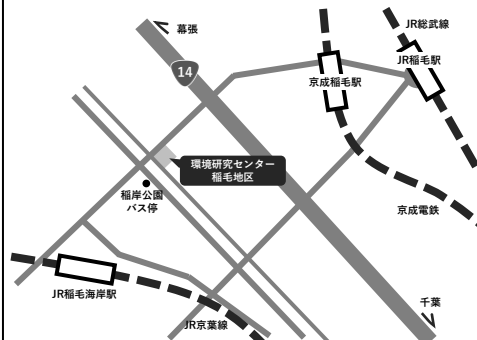 幕張
JR総武線
14
JR稲毛駅
京成稲毛駅
環境研究センター
稲毛地区
稲岸公園
バス停
京成電鉄
JR稲毛海岸駅
千葉
JR京葉線